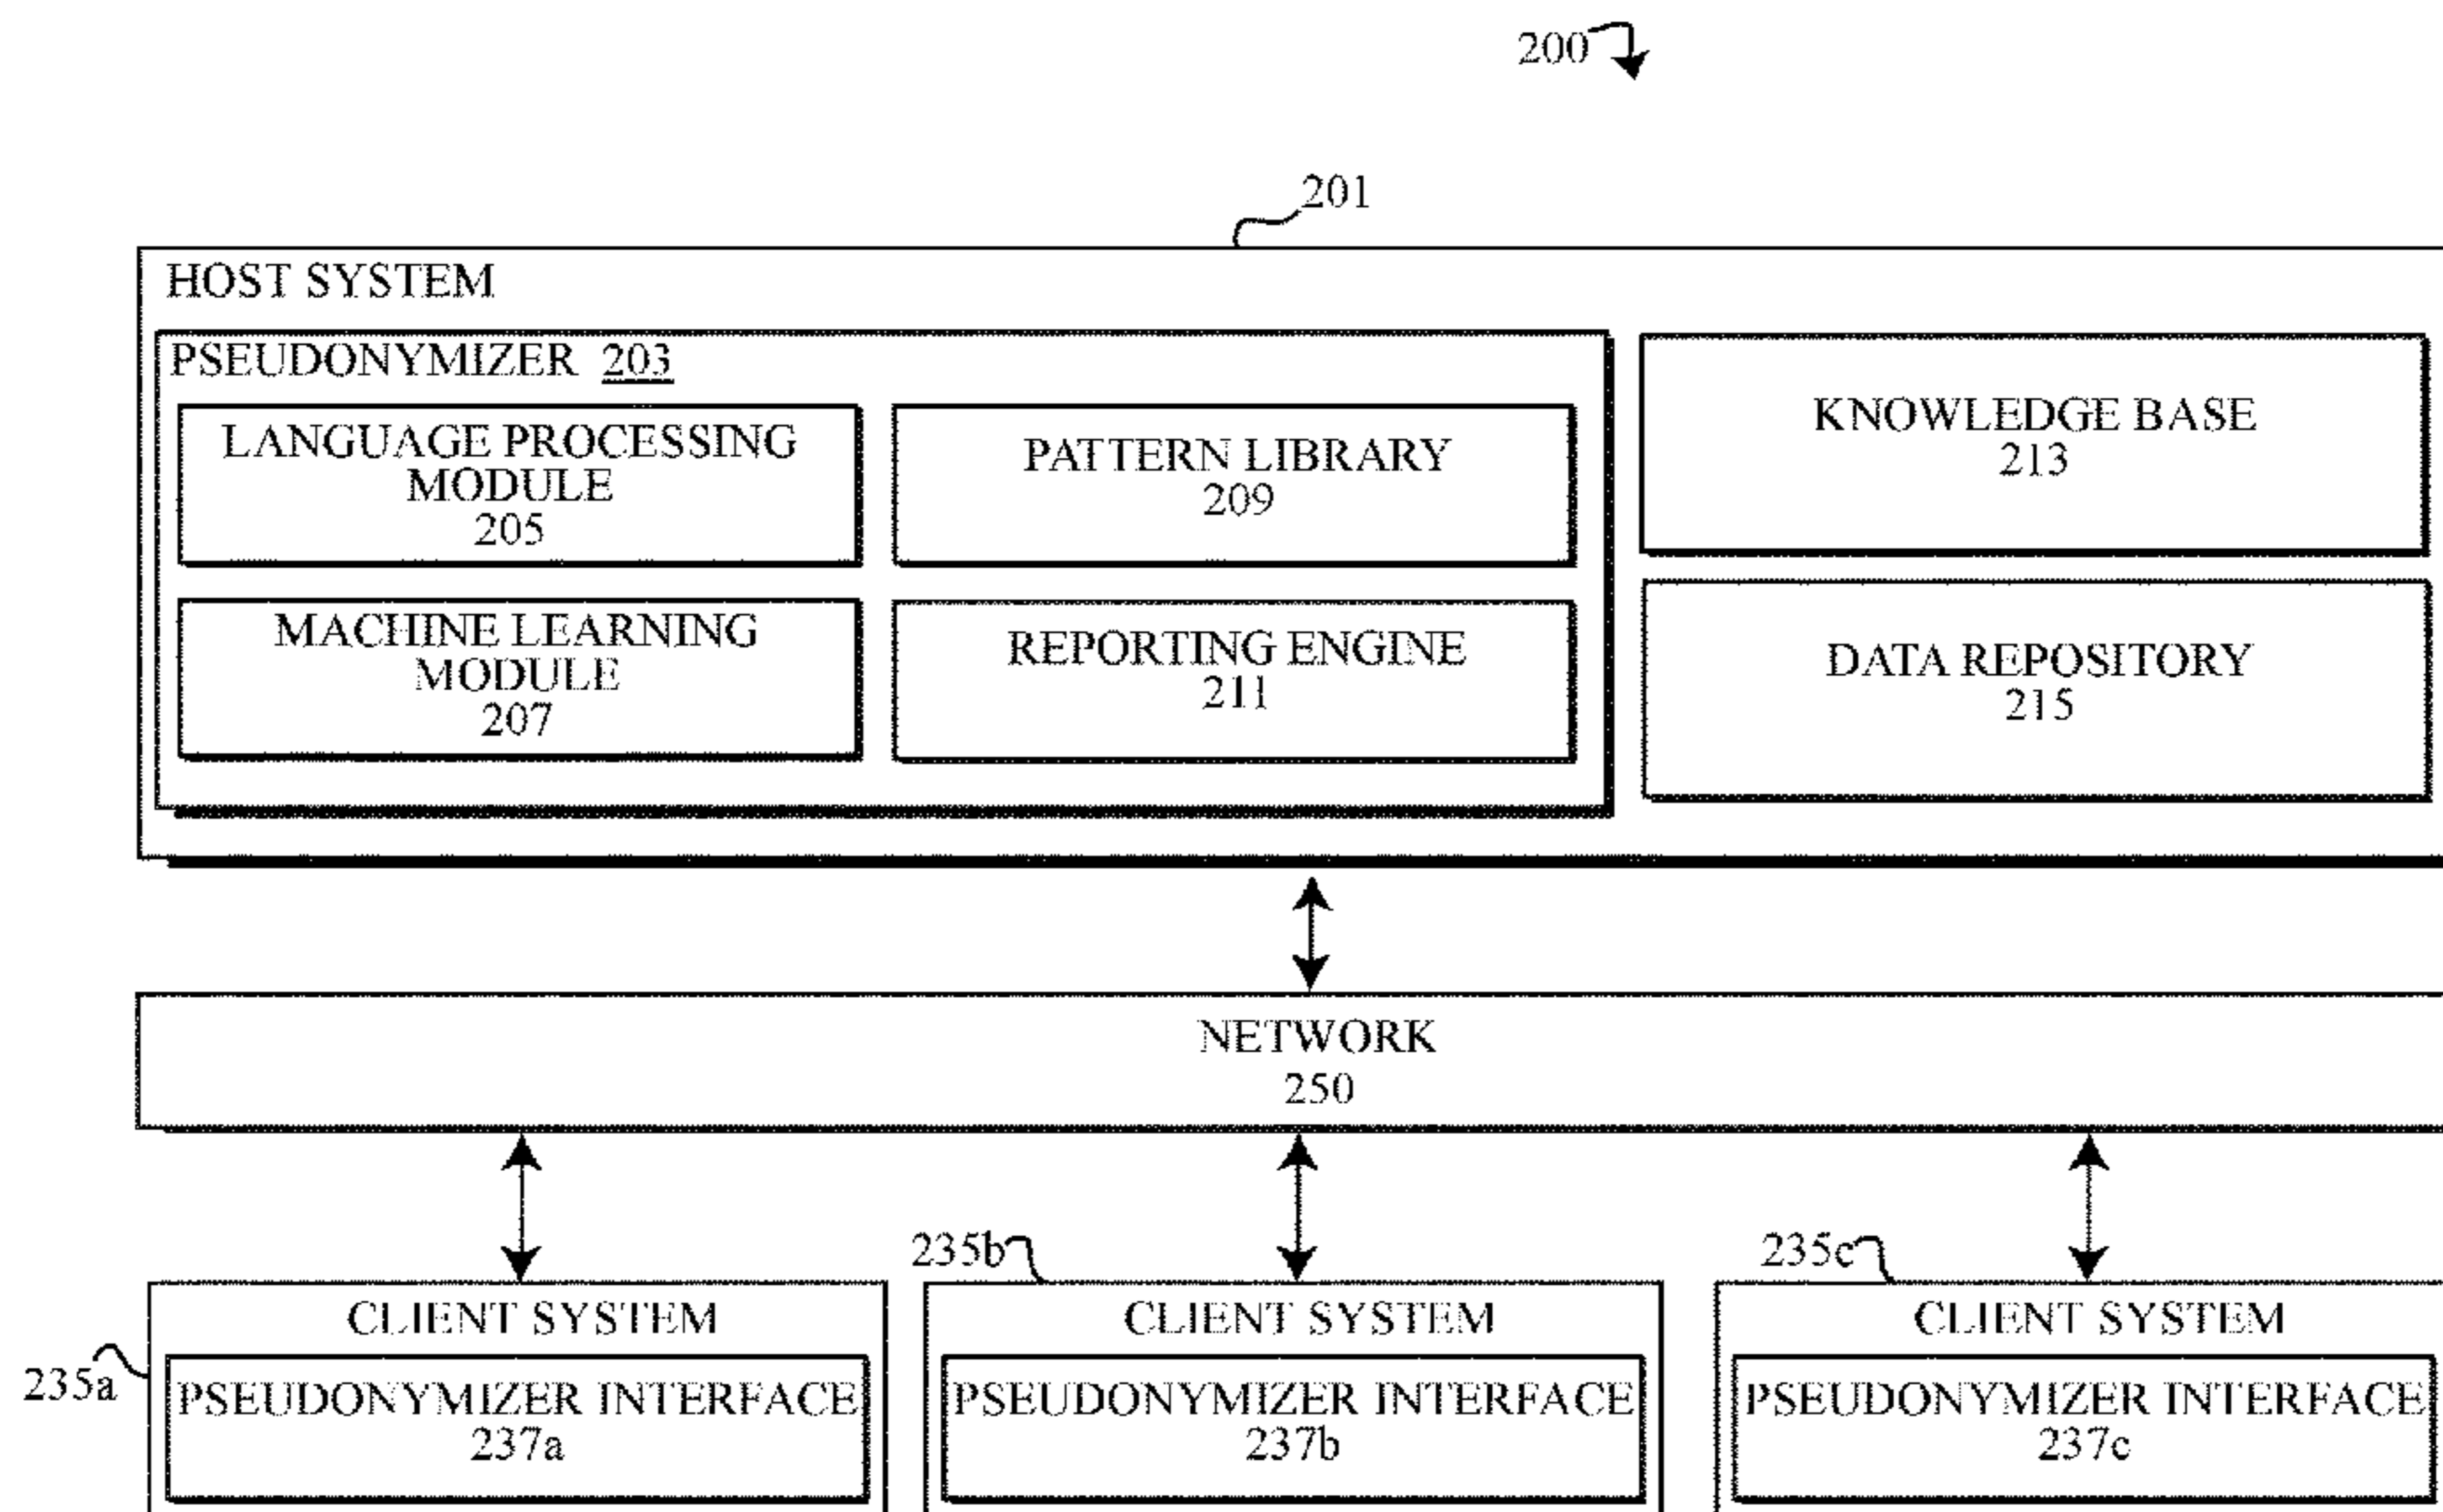 200
201
HOST SYSTEM
PSEUDONYMIZER 203
LANGUAGE PROCESSING
MODULE
205
PATTERN LIBRARY
209
MACHINE LEARNING
MODULE
207
REPORTING ENGINE
211
KNOWLEDGE BASE
213
DATA REPOSITORY
215
NETWORK
250
235a
CLIENT SYSTEM
PSEUDONYMIZER INTERFACE
237a
235b
CLIENT SYSTEM
PSEUDONYMIZER INTERFACE
237b
235c
CLIENT SYSTEM
PSEUDONYMIZER INTERFACE
237c